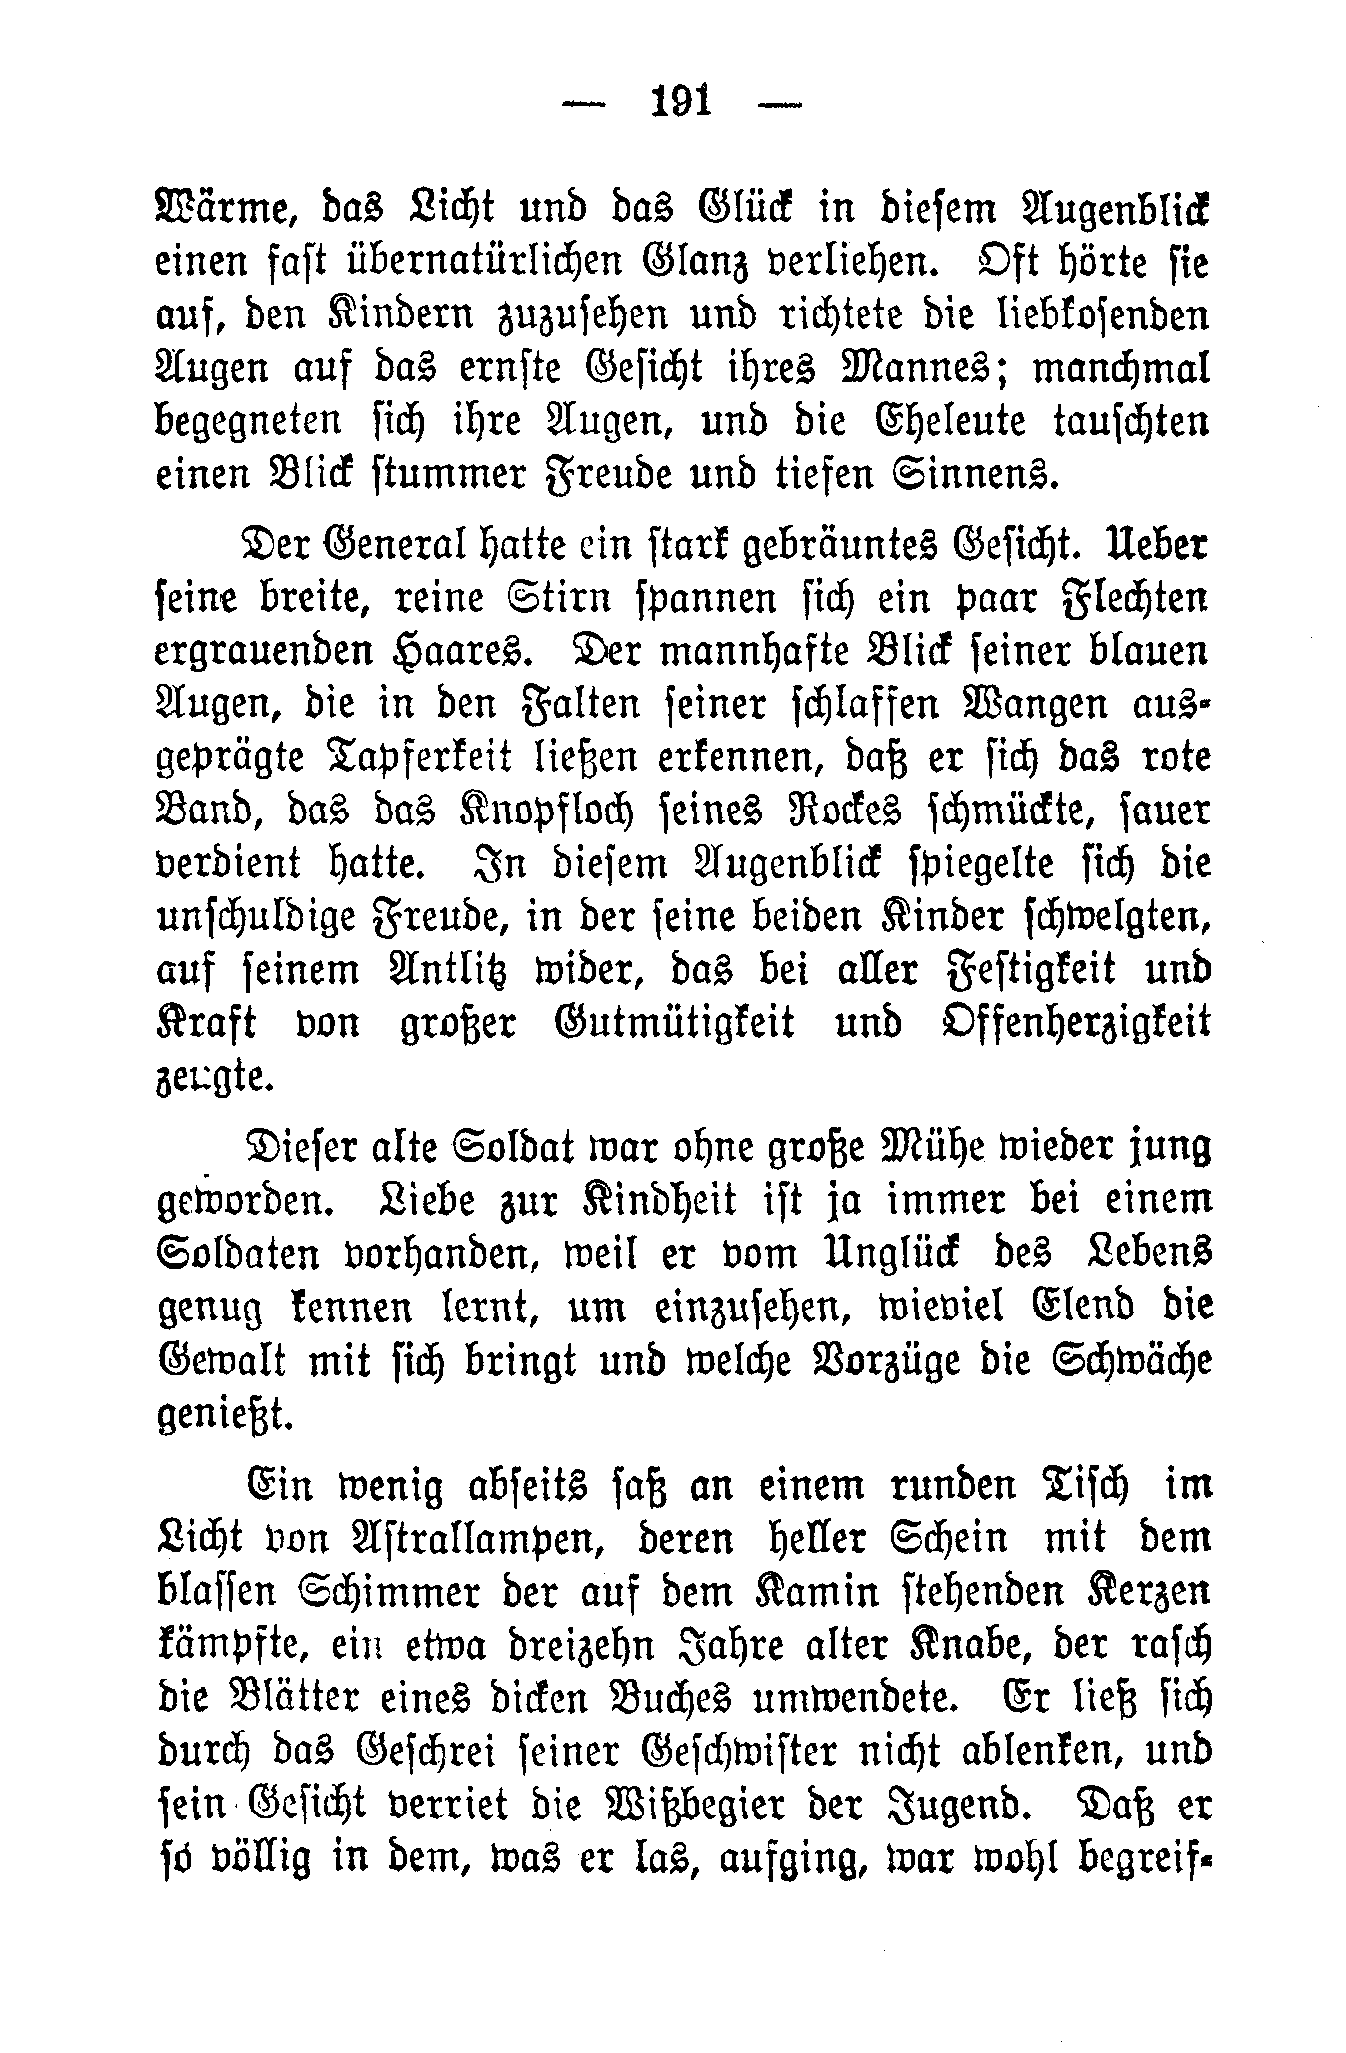 — 191 —
Wärme, das Licht und das Glück in diesem Augenblick
einen fast übernatürlichen Glanz verliehen. Oft hörte sie
auf, den Kindern zuzusehen und richtete die liebkosenden
Augen auf das ernste Gesicht ihres Mannes; manchmal
begegneten sich ihre Augen, und die Eheleute tauschten
einen Blick stummer Freude und tiefen Sinnens.
Der General hatte ein stark gebräuntes Gesicht. Ueber
seine breite, reine Stirn spannen sich ein paar Flechten
ergrauenden Haares. Der mannhafte Blick seiner blauen
Augen, die in den Falten seiner schlaffen Wangen aus-
geprägte Tapferkeit ließen erkennen, daß er sich das rote
Band, das das Knopfloch seines Rockes schmückte, sauer
verdient hatte. In diesem Augenblick spiegelte sich die
unschuldige Freude, in der seine beiden Kinder schwelgten,
auf seinem Antlitz wider, das bei aller Festigkeit und
Kraft von großer Gutmütigkeit und Offenherzigkeit
zeugte.
Dieser alte Soldat war ohne große Mühe wieder jung
geworden. Liebe zur Kindheit ist ja immer bei einem
Soldaten vorhanden, weil er vom Unglück des Lebens
genug kennen lernt, um einzusehen, wieviel Elend die
Gewalt mit sich bringt und welche Vorzüge die Schwäche
genießt.
Ein wenig abseits saß an einem runden Tisch im
Licht von Astrallampen, deren heller Schein mit dem
blassen Schimmer der auf dem Kamin stehenden Kerzen
kämpfte, ein etwa dreizehn Jahre alter Knabe, der rasch
die Blätter eines dicken Buches umwendete. Er ließ sich
durch das Geschrei seiner Geschwister nicht ablenken, und
sein Gesicht verriet die Wißbegier der Jugend. Daß er
so völlig in dem, was er las, aufging, war wohl begreif-